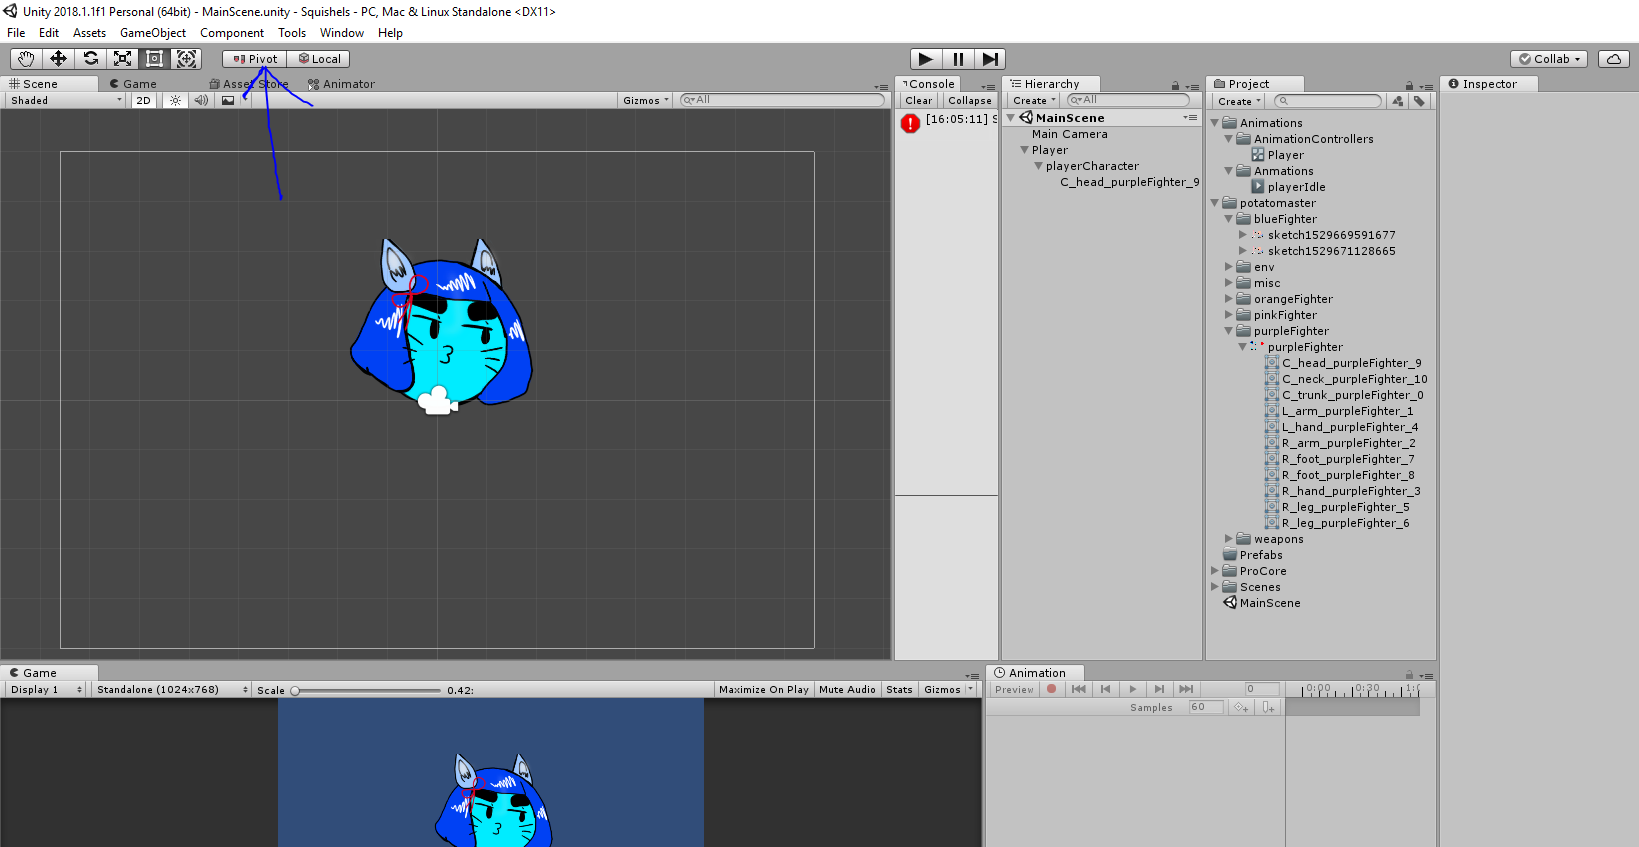 Unity 2018.1.1f1 Personal (64bit) - MainScene.unity - Squishels - PC, Mac & Linux Standalone <DX11>
File Edit Assets GameObject Component Tools Window Help
Pivot Local Collab
Scene Game Asset Store Animator Console Hierarchy Project Inspector
Shaded 2D Gizmos All Clear Collapse Create All Create
[16:05:11] S
MainScene
Main Camera
Player
playerCharacter
C_head_purpleFighter_9
Animations
AnimationControllers
Player
Anmations
playerIdle
potatomaster
blueFighter
sketch1529669591677
sketch1529671128665
env
misc
orangeFighter
pinkFighter
purpleFighter
purpleFighter
C_head_purpleFighter_9
C_neck_purpleFighter_10
C_trunk_purpleFighter_0
L_arm_purpleFighter_1
L_hand_purpleFighter_4
R_arm_purpleFighter_2
R_foot_purpleFighter_7
R_foot_purpleFighter_8
R_hand_purpleFighter_3
R_leg_purpleFighter_5
R_leg_purpleFighter_6
weapons
Prefabs
ProCore
Scenes
MainScene
Game Animation
Display 1 Standalone (1024x768) Scale 0.42: Maximize On Play Mute Audio Stats Gizmos Preview 0 0:00 0:30
Samples 60